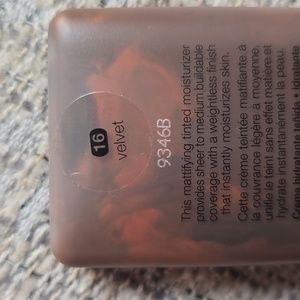 16
velvet
9346B
This mattifying tinted moisturizer
provides sheer to medium buildable
coverage with a weightless finish
that instantly moisturizes skin.
Cette crème teintée matifiante à
la couvrance légère à moyenne,
unifie le teint sans effet matière et
hydrate instantanément la peau.